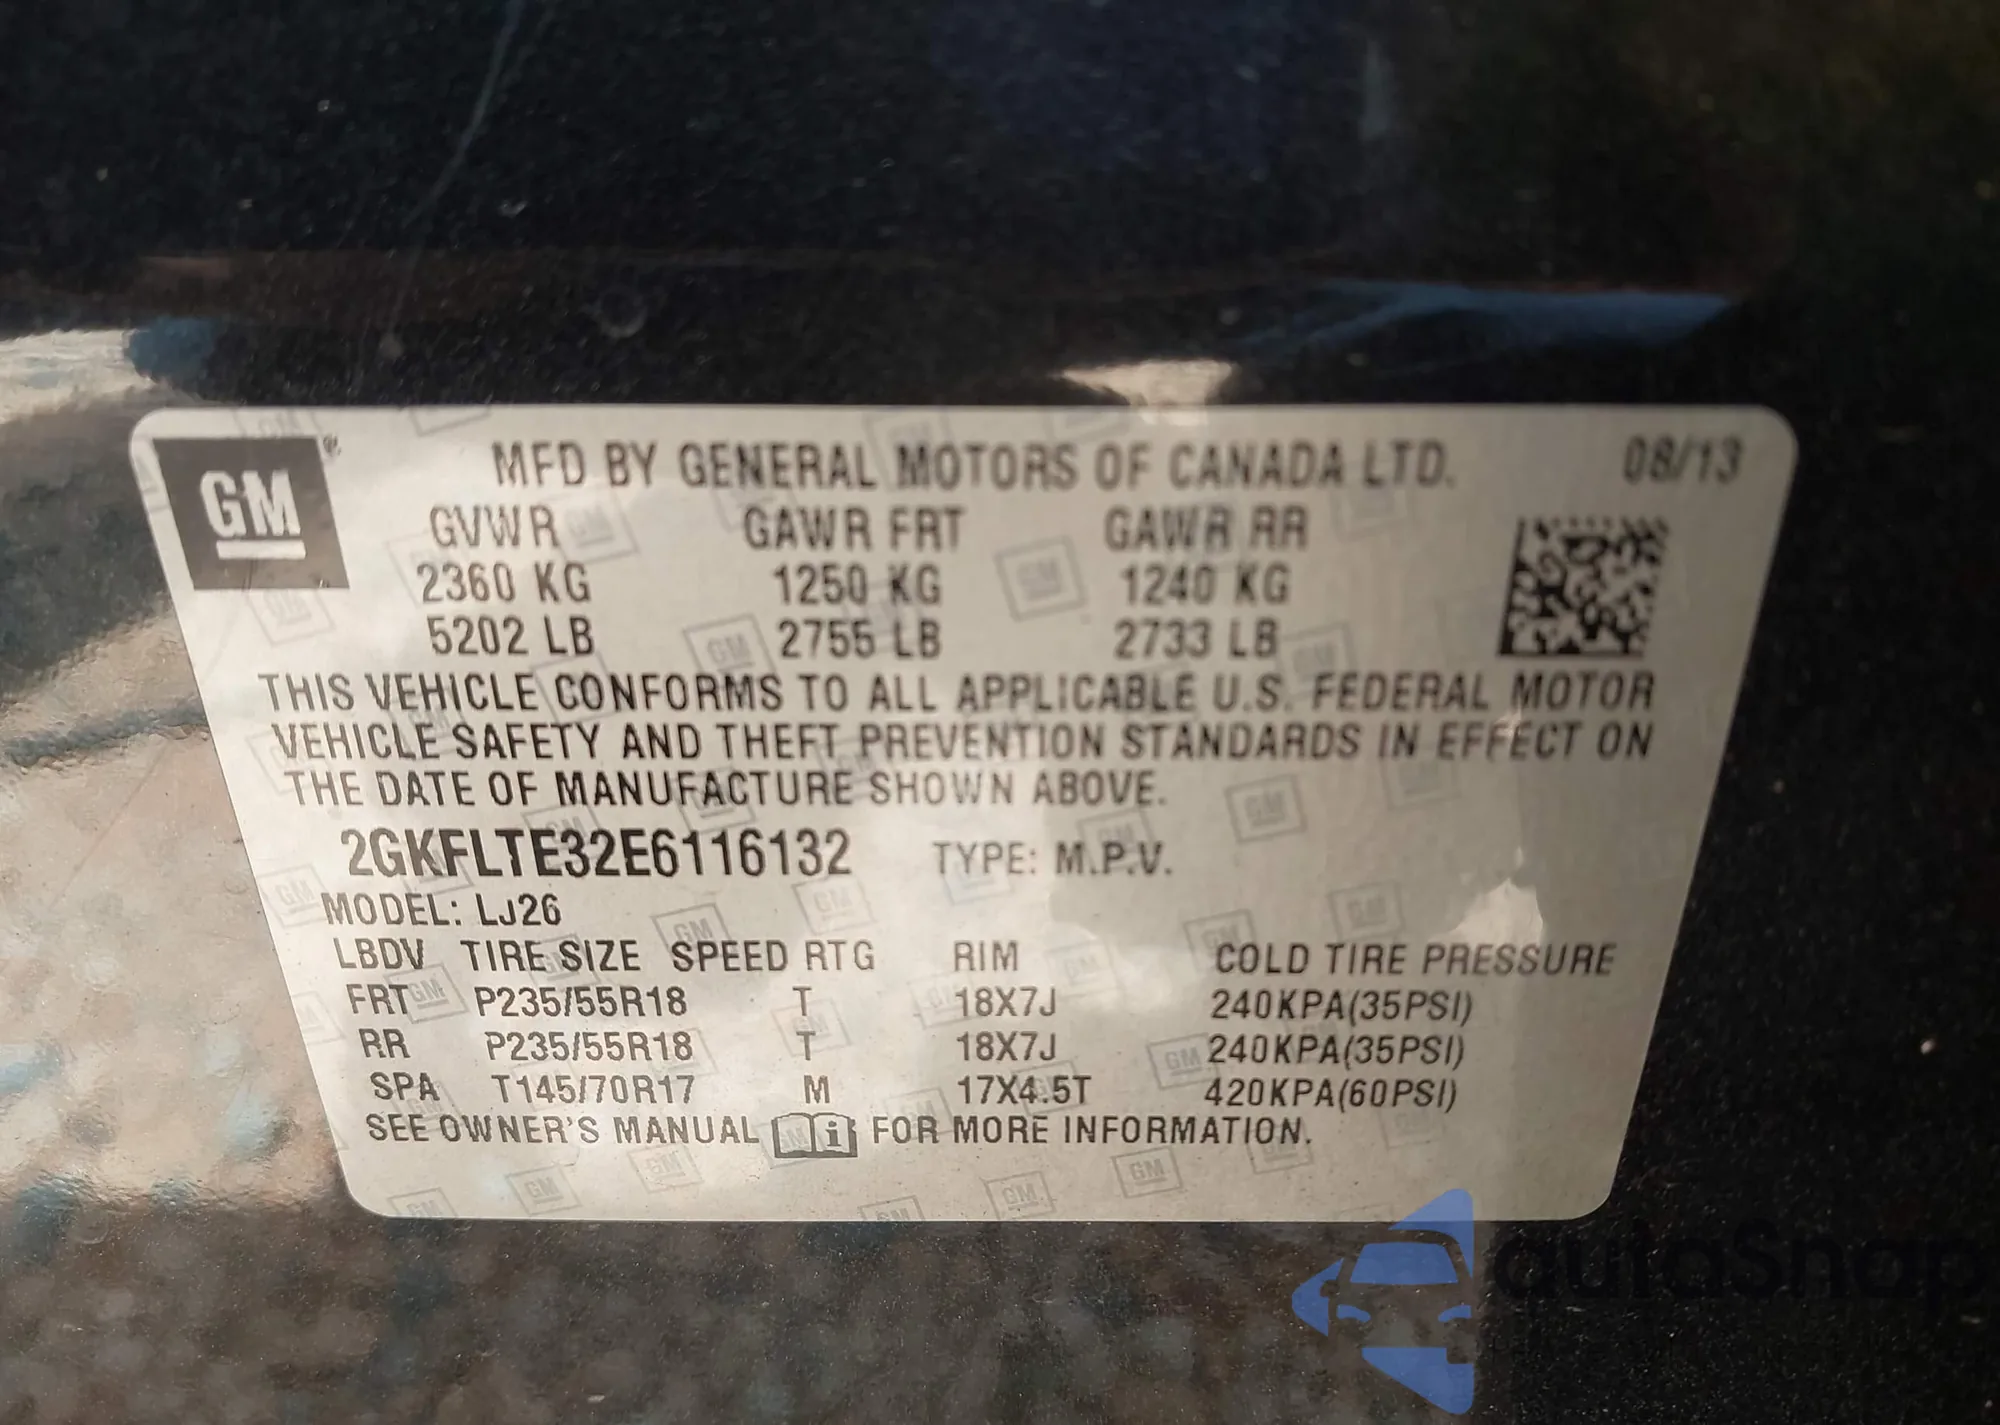 GM
MFD BY GENERAL MOTORS OF CANADA LTD. 08/13
GVWR GAWR FRT GAWR RR
2360 KG 1250 KG 1240 KG
5202 LB 2755 LB 2733 LB
THIS VEHICLE CONFORMS TO ALL APPLICABLE U.S. FEDERAL MOTOR
VEHICLE SAFETY AND THEFT PREVENTION STANDARDS IN EFFECT ON
THE DATE OF MANUFACTURE SHOWN ABOVE.
2GKFLTE32E6116132 TYPE: M.P.V.
MODEL: LJ26
LBDV TIRE SIZE SPEED RTG RIM COLD TIRE PRESSURE
FRT P235/55R18 T 18X7J 240KPA(35PSI)
RR P235/55R18 T 18X7J 240KPA(35PSI)
SPA T145/70R17 M 17X4.5T 420KPA(60PSI)
SEE OWNER'S MANUAL i FOR MORE INFORMATION.
autoSnap